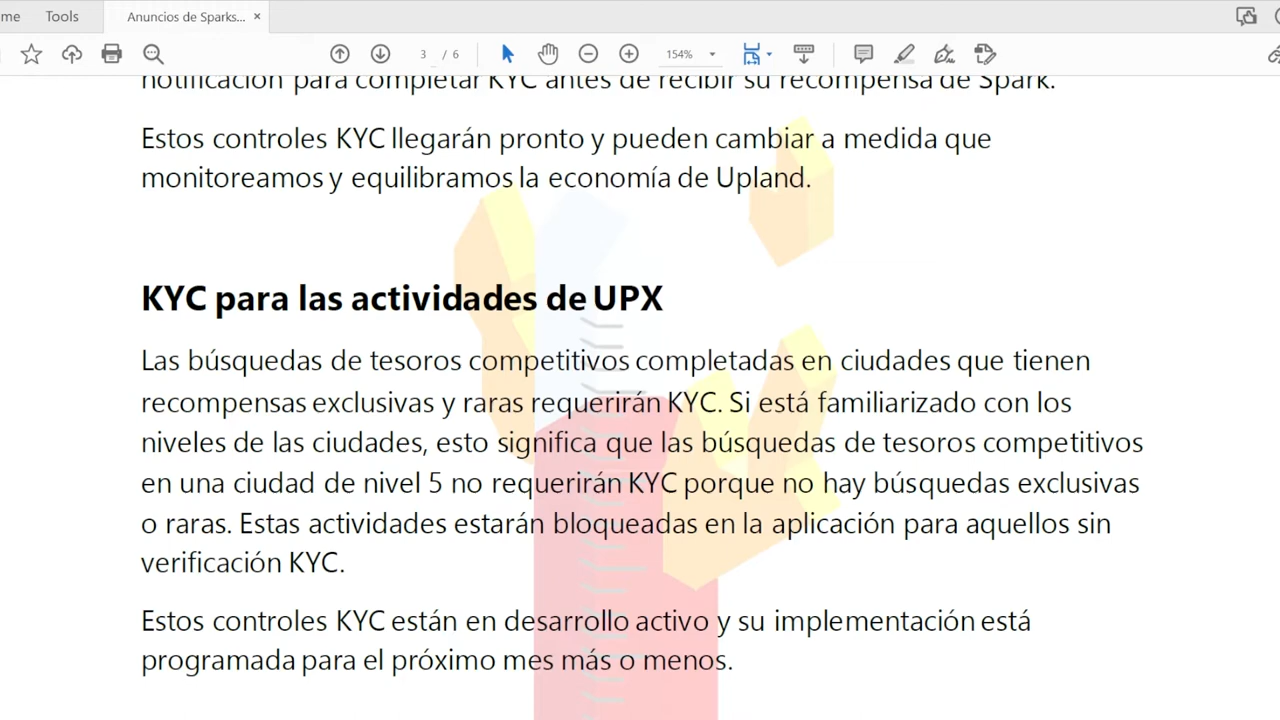 me Tools Anuncios de Sparks... ×
3 / 6 154%
notificación para completar KYC antes de recibir su recompensa de Spark.
Estos controles KYC llegarán pronto y pueden cambiar a medida que
monitoreamos y equilibramos la economía de Upland.
KYC para las actividades de UPX
Las búsquedas de tesoros competitivos completadas en ciudades que tienen
recompensas exclusivas y raras requerirán KYC. Si está familiarizado con los
niveles de las ciudades, esto significa que las búsquedas de tesoros competitivos
en una ciudad de nivel 5 no requerirán KYC porque no hay búsquedas exclusivas
o raras. Estas actividades estarán bloqueadas en la aplicación para aquellos sin
verificación KYC.
Estos controles KYC están en desarrollo activo y su implementación está
programada para el próximo mes más o menos.